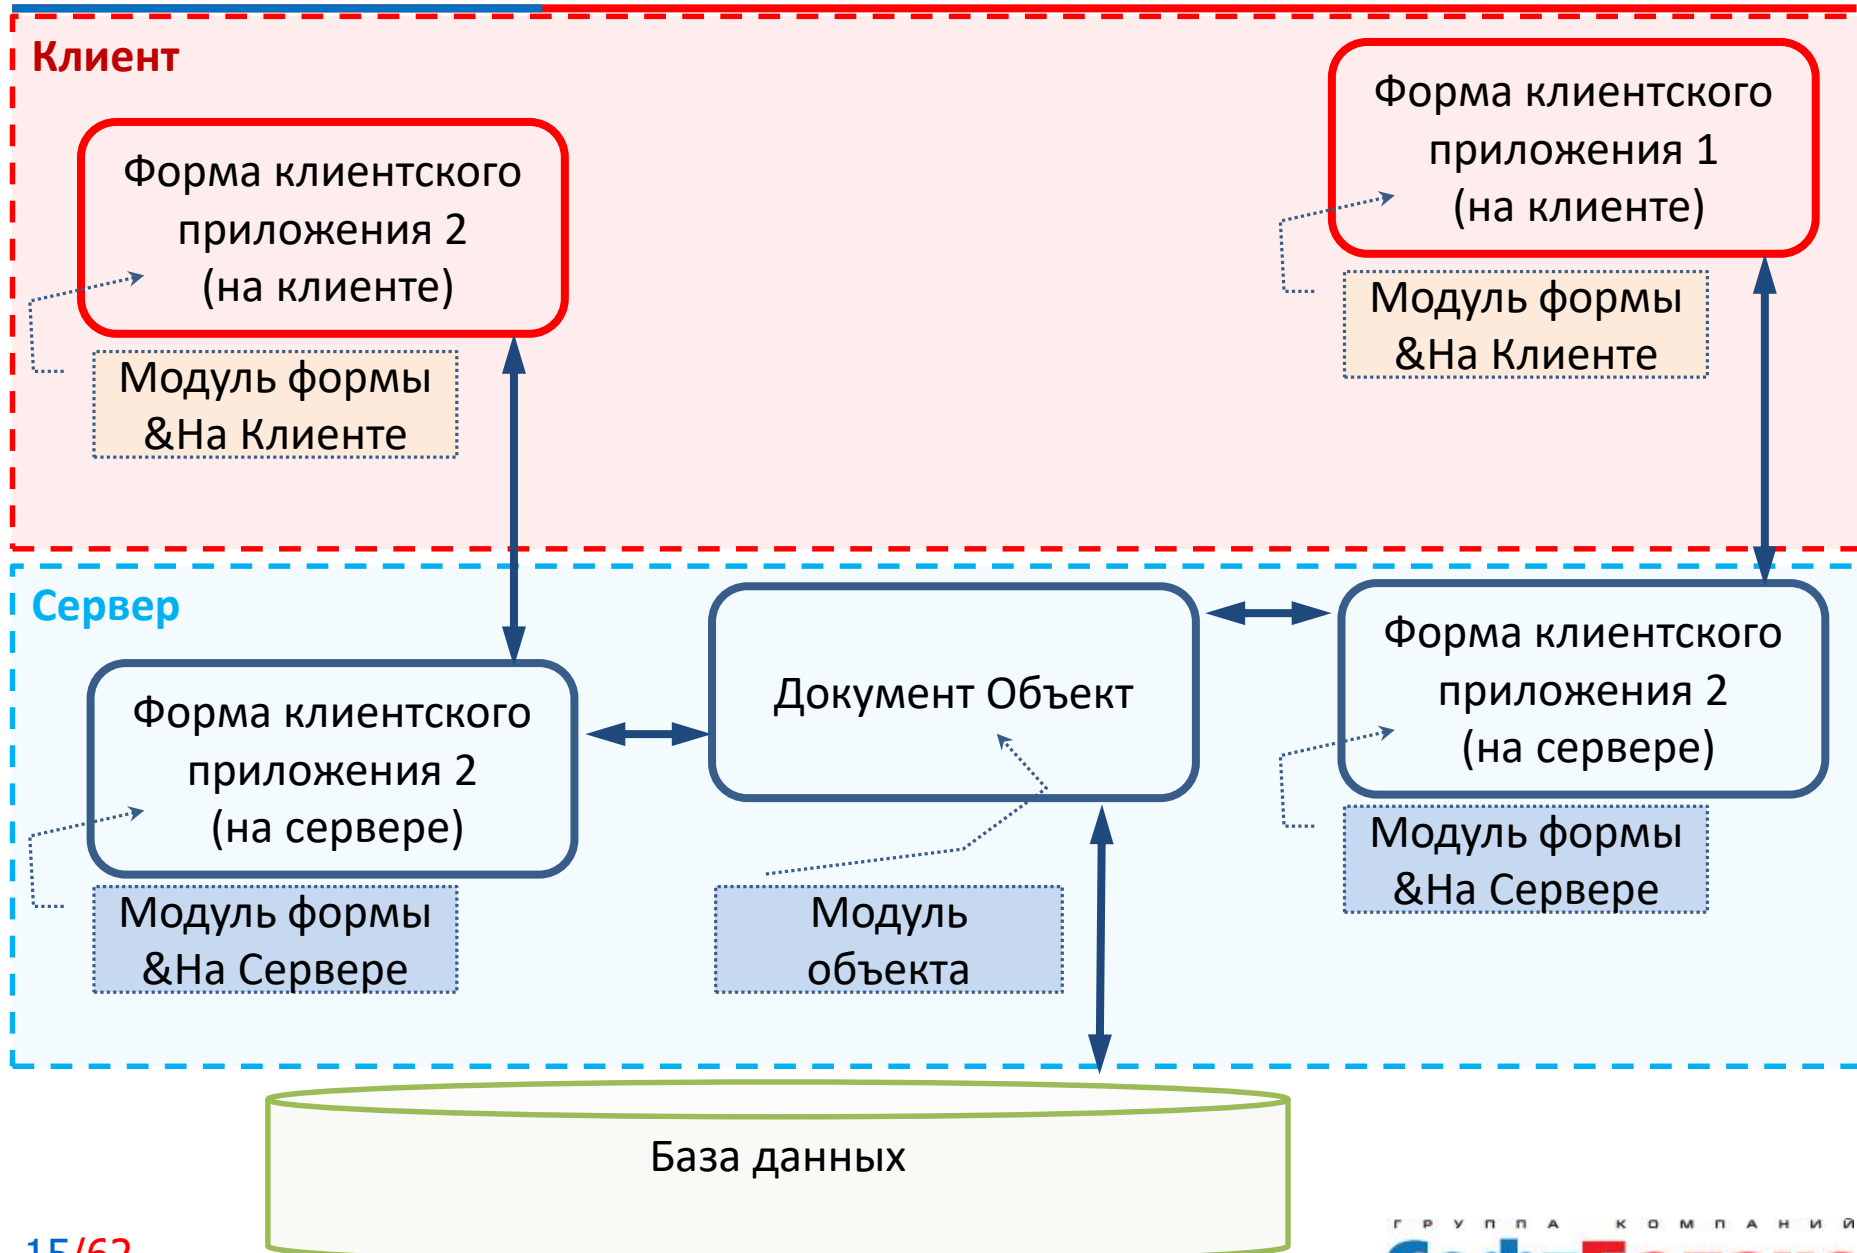 Клиент
Форма клиентского
приложения 2
(на клиенте)
Модуль формы
&На Клиенте
Форма клиентского
приложения 1
(на клиенте)
Модуль формы
&На Клиенте
Сервер
Форма клиентского
приложения 2
(на сервере)
Модуль формы
&На Сервере
Документ Объект
Модуль
объекта
Форма клиентского
приложения 2
(на сервере)
Модуль формы
&На Сервере
База данных
15/62
ГРУППА КОМПАНИЙ